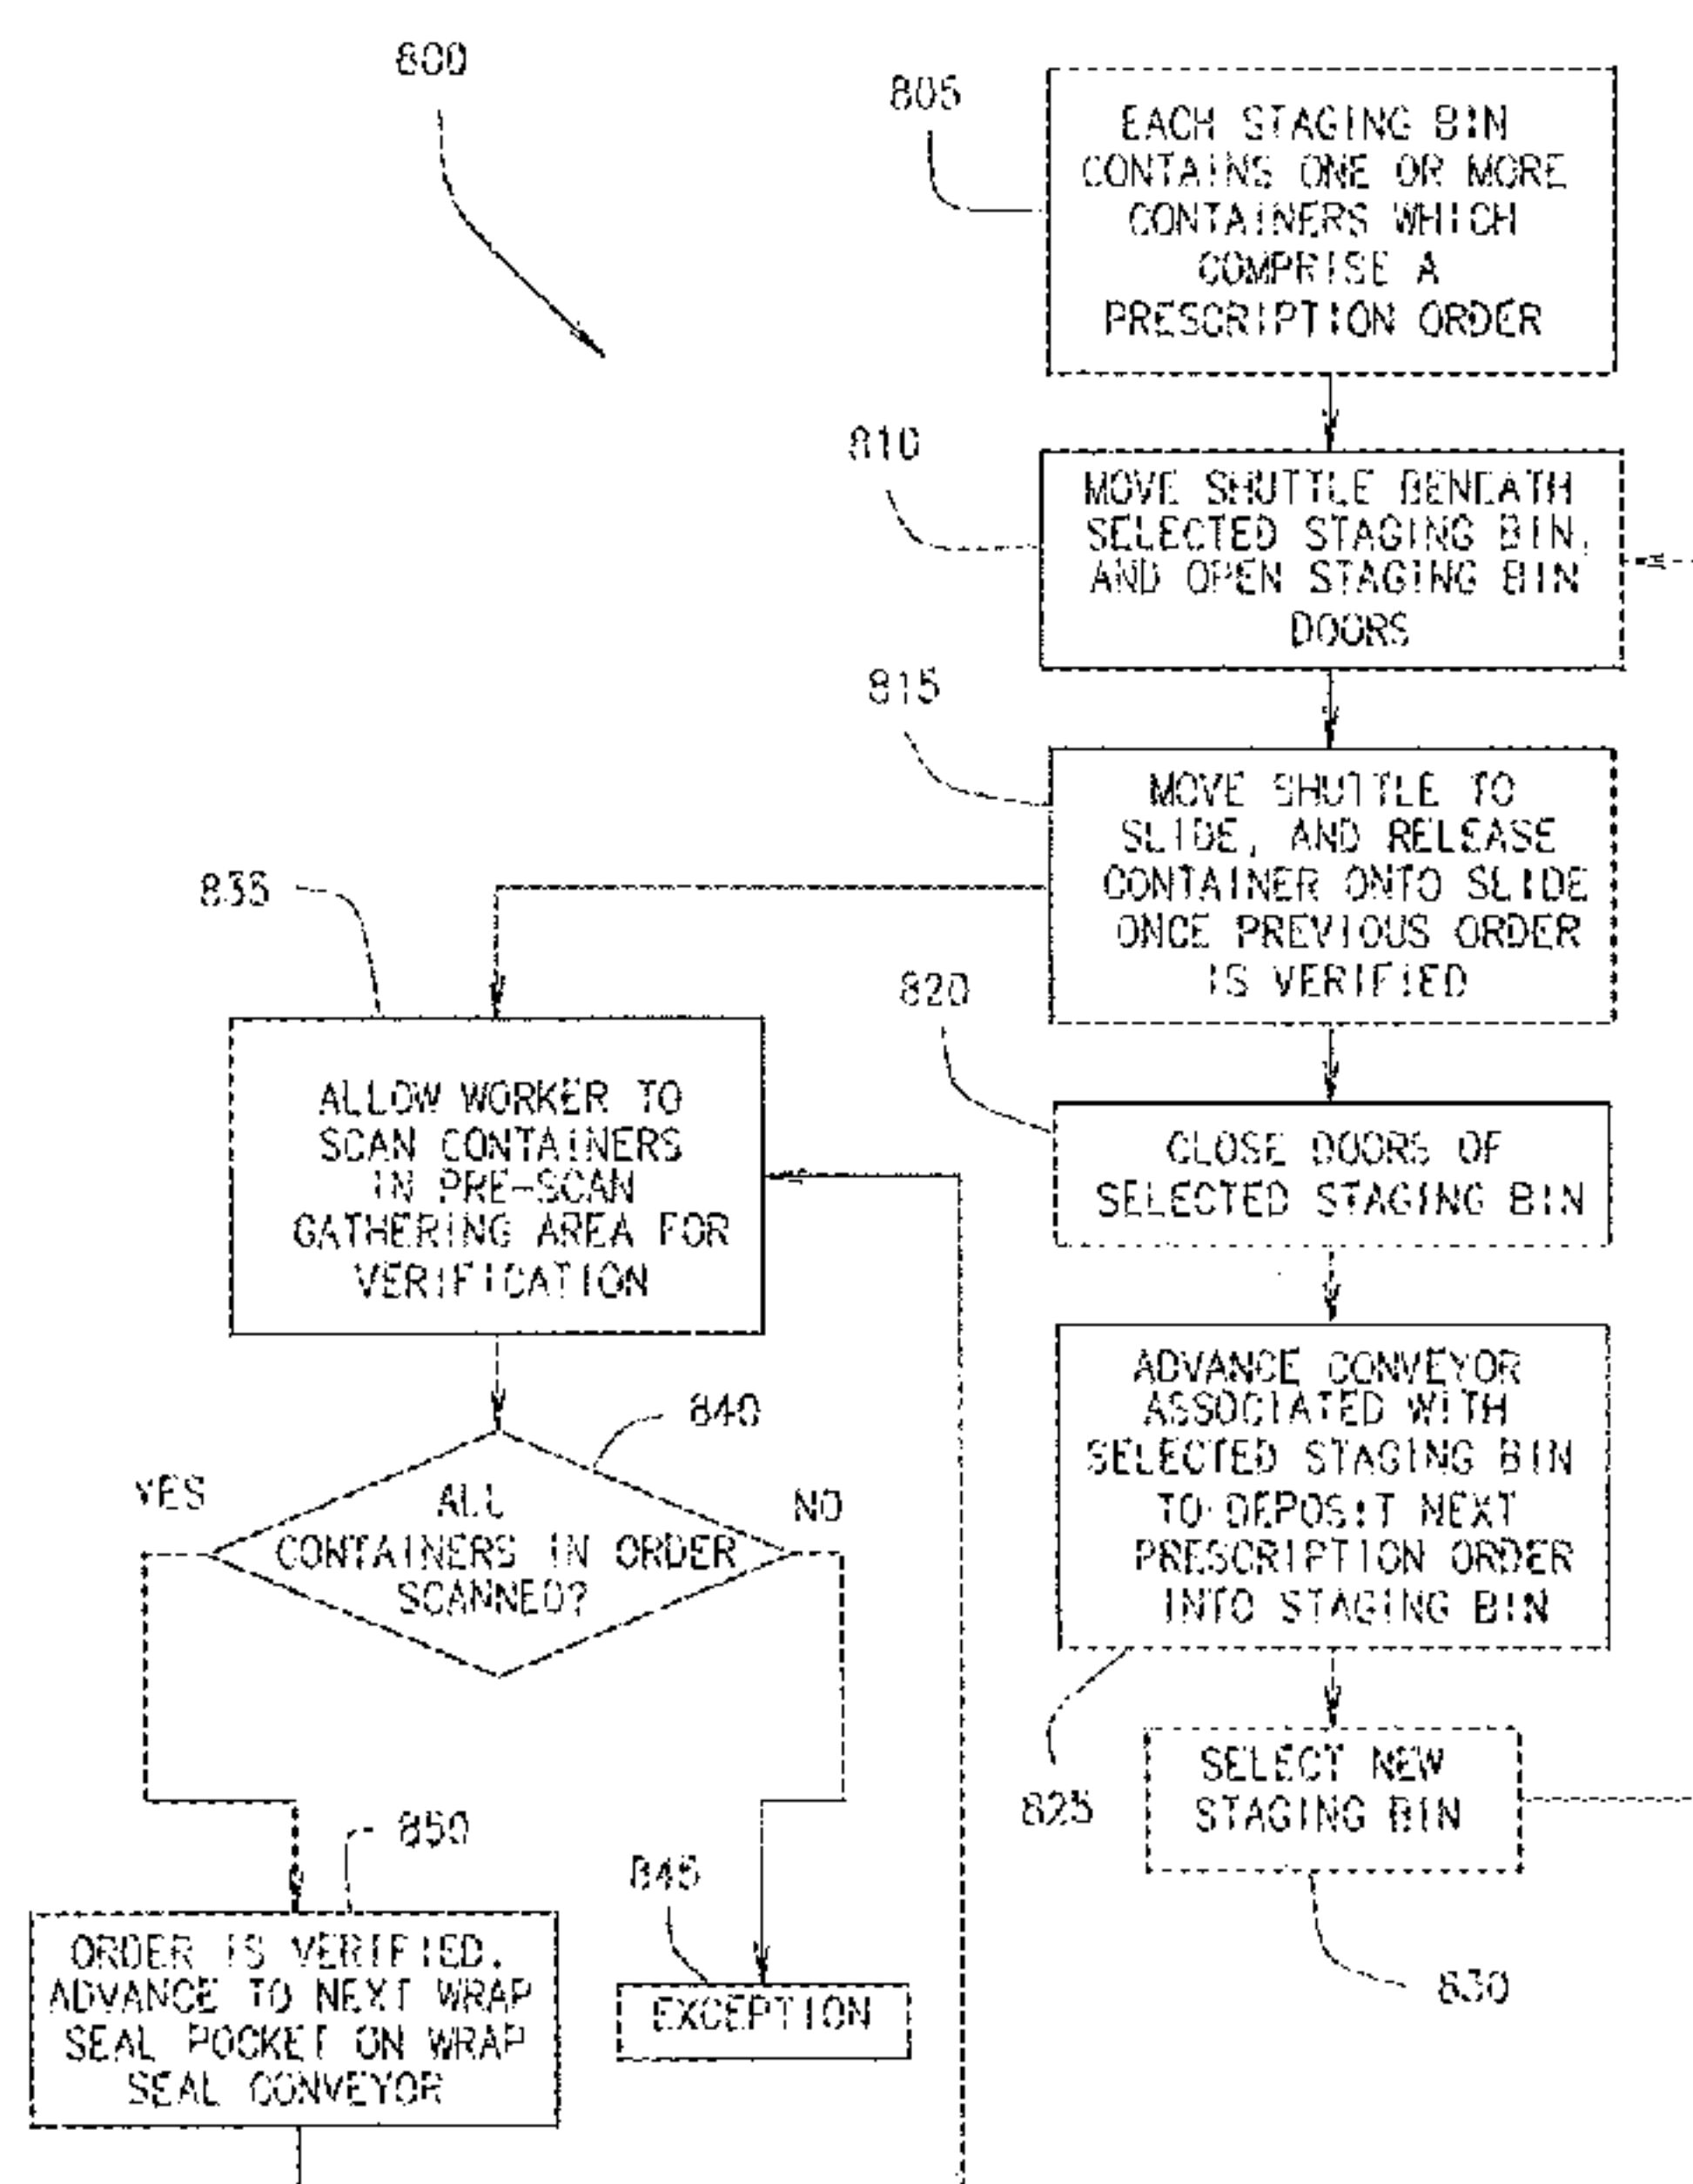 800
805
EACH STAGING BIN
CONTAINS ONE OR MORE
CONTAINERS WHICH
COMPRISE A
PRESCRIPTION ORDER
810
MOVE SHUTTLE BENEATH
SELECTED STAGING BIN,
AND OPEN STAGING BIN
DOORS
815
MOVE SHUTTLE TO
SLIDE, AND RELEASE
CONTAINER ONTO SLIDE
ONCE PREVIOUS ORDER
IS VERIFIED
820
CLOSE DOORS OF
SELECTED STAGING BIN
ADVANCE CONVEYOR
ASSOCIATED WITH
SELECTED STAGING BIN
TO DEPOSIT NEXT
PRESCRIPTION ORDER
INTO STAGING BIN
825
SELECT NEW
STAGING BIN
830
835
ALLOW WORKER TO
SCAN CONTAINERS
IN PRE-SCAN
GATHERING AREA FOR
VERIFICATION
840
YES
ALL
CONTAINERS IN ORDER
SCANNED?
NO
850
ORDER IS VERIFIED.
ADVANCE TO NEXT WRAP
SEAL POCKET ON WRAP
SEAL CONVEYOR
845
EXCEPTION